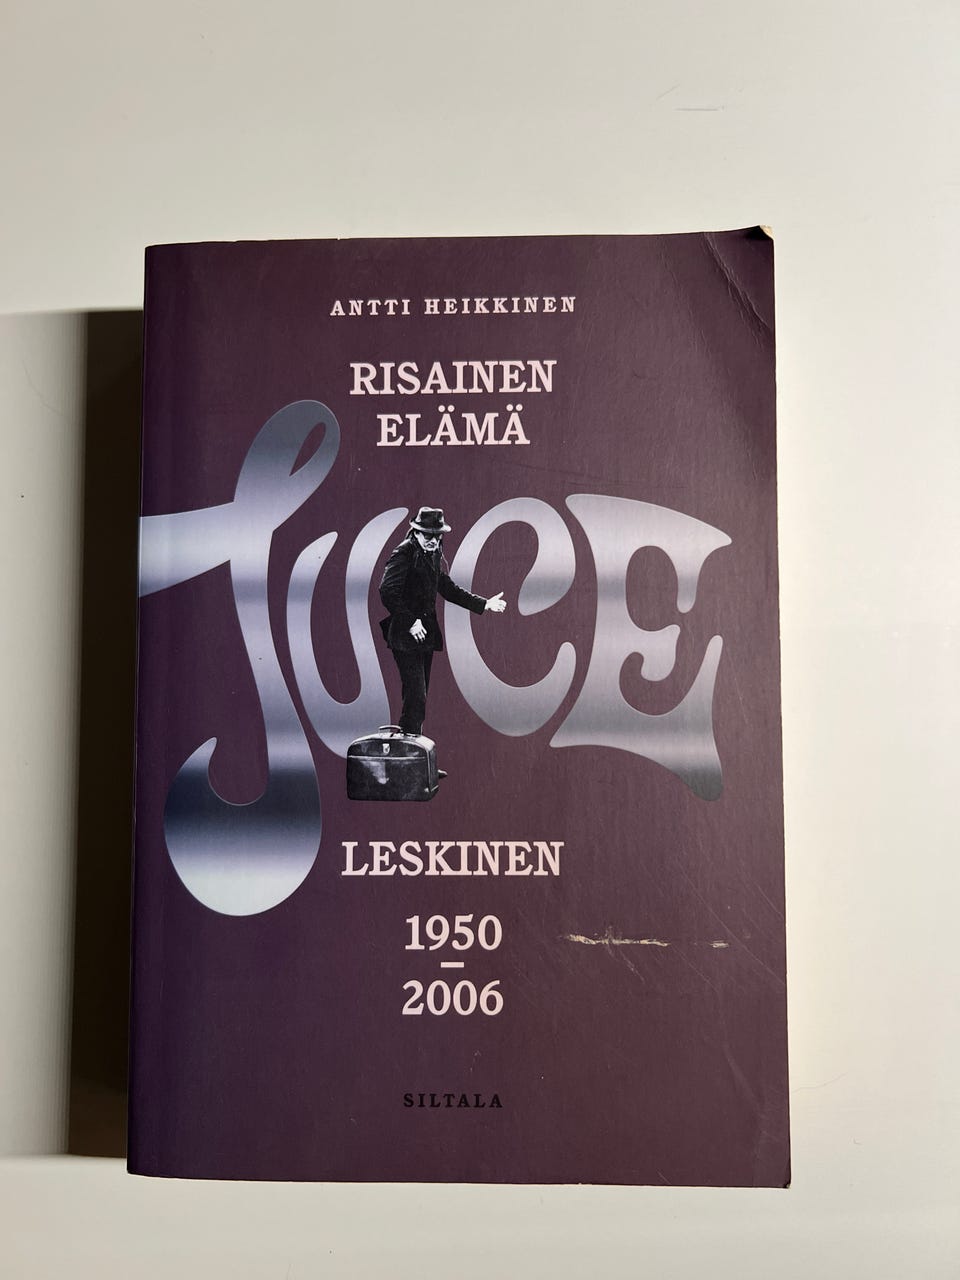 ANTTI HEIKKINEN
RISAINEN
ELÄMÄ
JUICE
LESKINEN
1950
–
2006
SILTALA